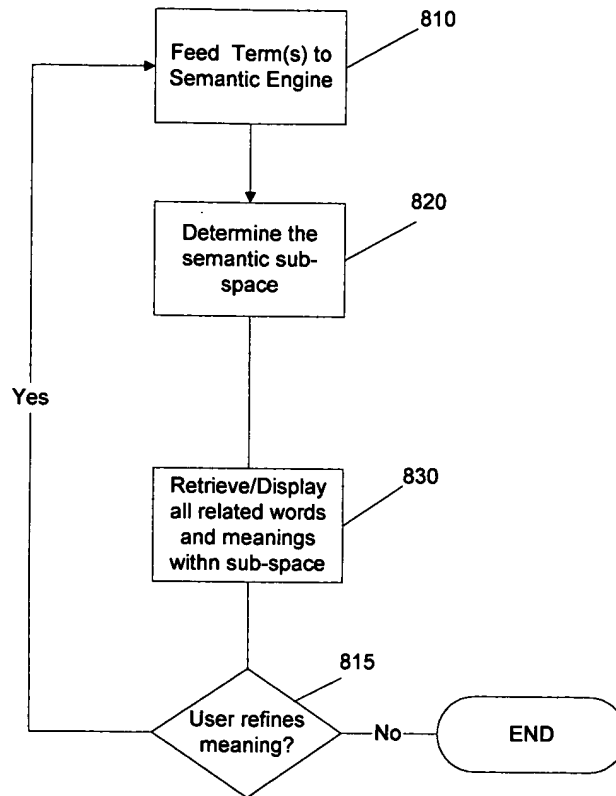 810
Feed Term(s) to
Semantic Engine
820
Determine the
semantic sub-
space
Yes
830
Retrieve/Display
all related words
and meanings
withn sub-space
815
User refines
meaning?
No
END